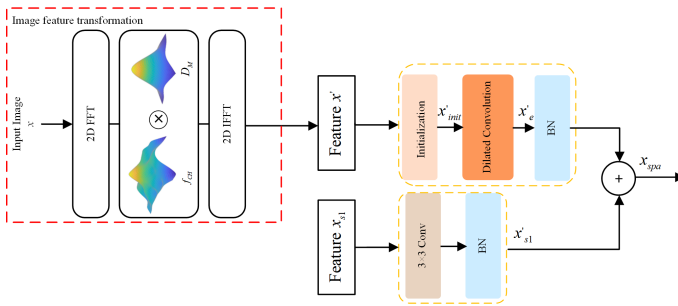 Image feature transformation
Input Image
x
2D FFT
D_M
×
f_CH
2D IFFT
Feature x'
Initialization
x'_init
Dilated Convolution
x'_e
BN
+
x_spa
Feature x_s1
3×3 Conv
BN
x'_s1